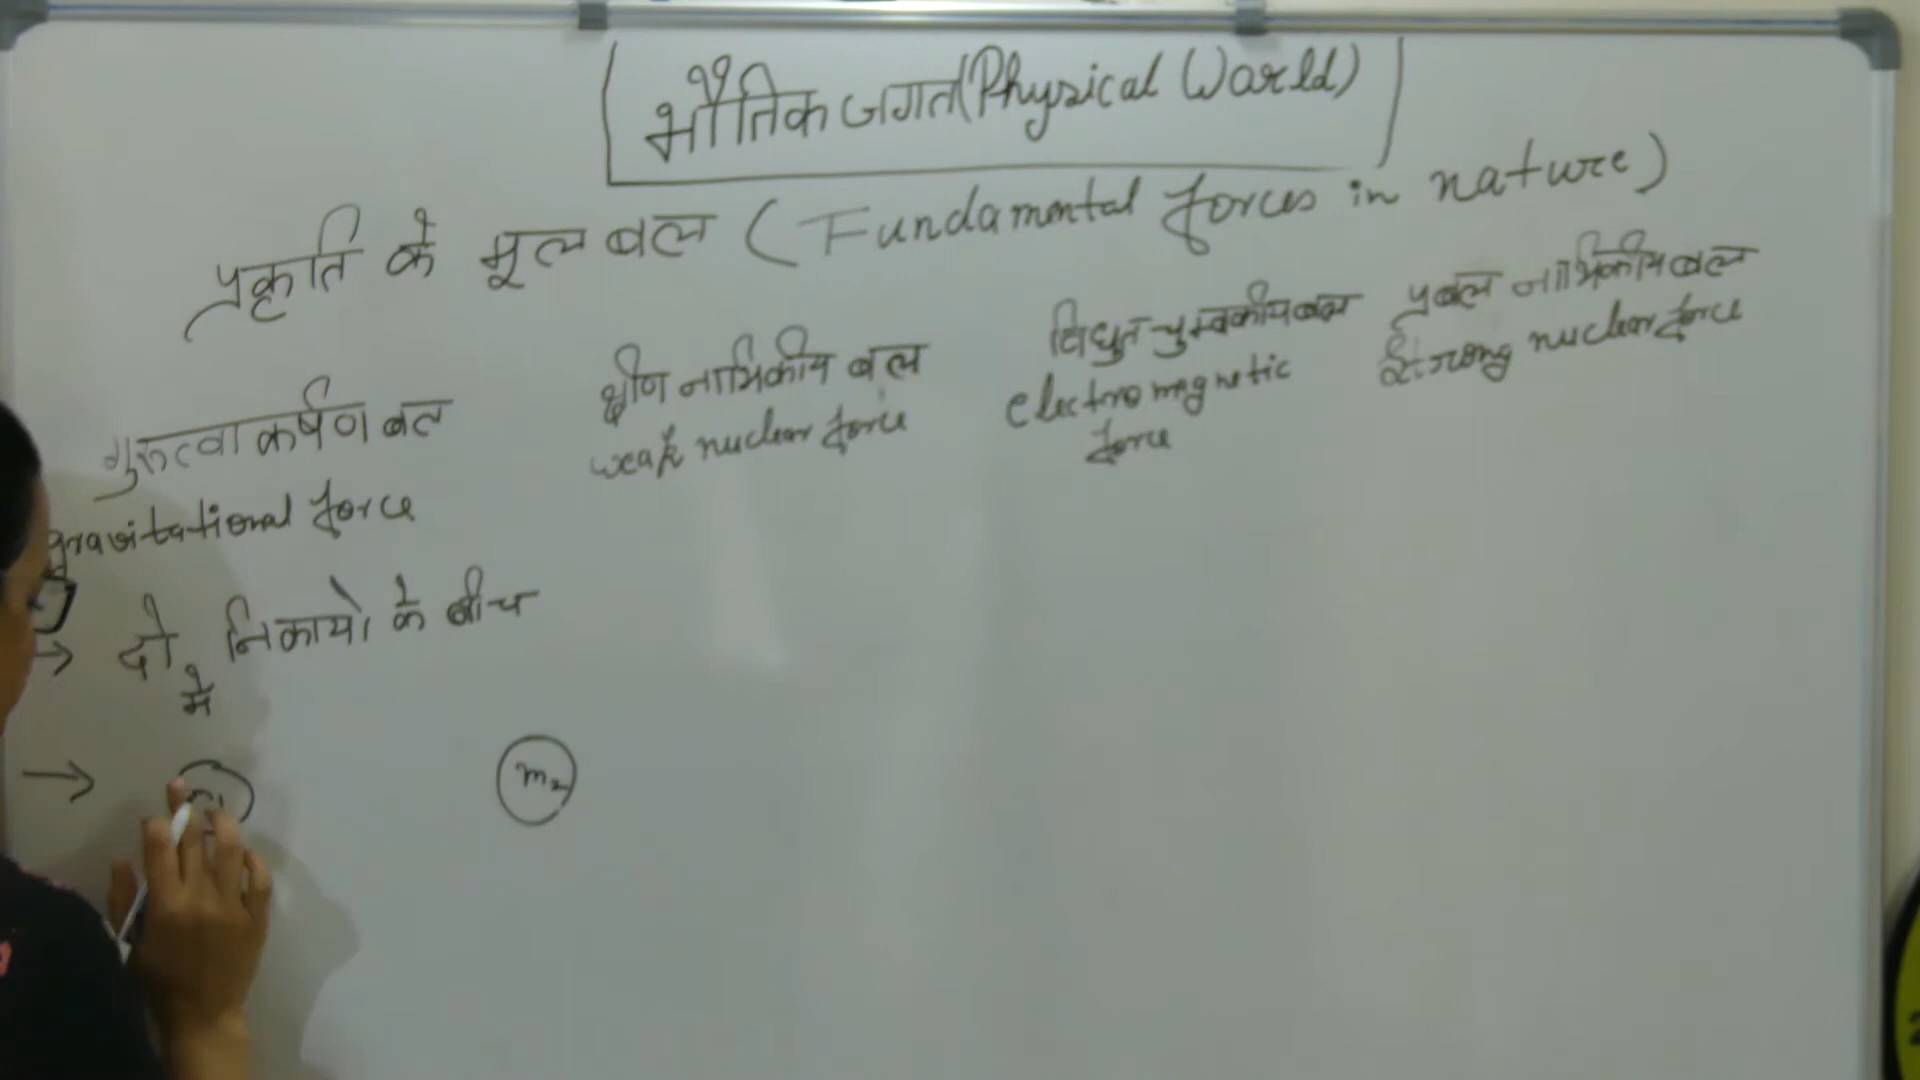 भौतिक जगत (Physical World)
प्रकृति के मूल बल ( Fundamental forces in nature )
गुरुत्वाकर्षण बल
gravitational force
क्षीण नाभिकीय बल
weak nuclear force
विधुत-चुम्बकीय बल
electromagnetic
force
प्रबल नाभिकीय बल
Strong nuclear force
→ दो निकायो के बीच
में
→ m1 m2